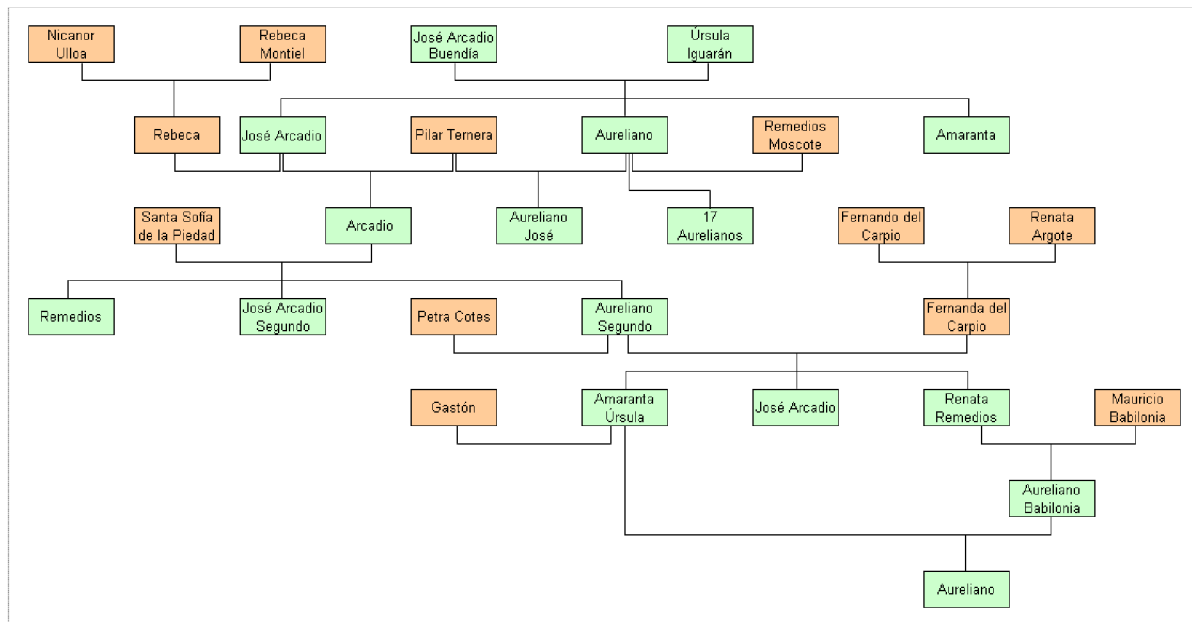 Nicanor
Ulloa
Rebeca
Montiel
José Arcadio
Buendía
Úrsula
Iguarán
Rebeca
José Arcadio
Pilar Ternera
Aureliano
Remedios
Moscote
Amaranta
Santa Sofía
de la Piedad
Arcadio
Aureliano
José
17
Aurelianos
Fernando del
Carpio
Renata
Argote
Remedios
José Arcadio
Segundo
Petra Cotes
Aureliano
Segundo
Fernanda del
Carpio
Gastón
Amaranta
Úrsula
José Arcadio
Renata
Remedios
Mauricio
Babilonia
Aureliano
Babilonia
Aureliano